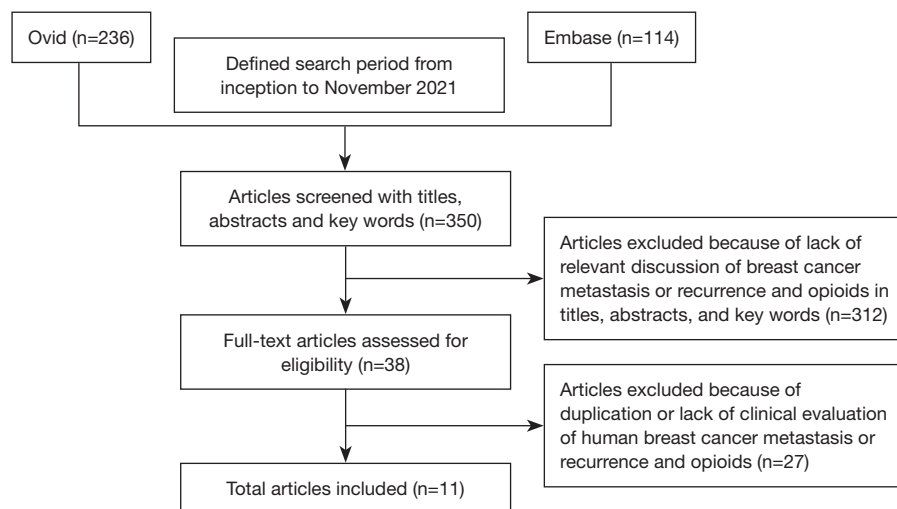 Ovid (n=236)
Embase (n=114)
Defined search period from
inception to November 2021
Articles screened with titles,
abstracts and key words (n=350)
Articles excluded because of lack of
relevant discussion of breast cancer
metastasis or recurrence and opioids in
titles, abstracts, and key words (n=312)
Full-text articles assessed for
eligibility (n=38)
Articles excluded because of
duplication or lack of clinical evaluation
of human breast cancer metastasis or
recurrence and opioids (n=27)
Total articles included (n=11)